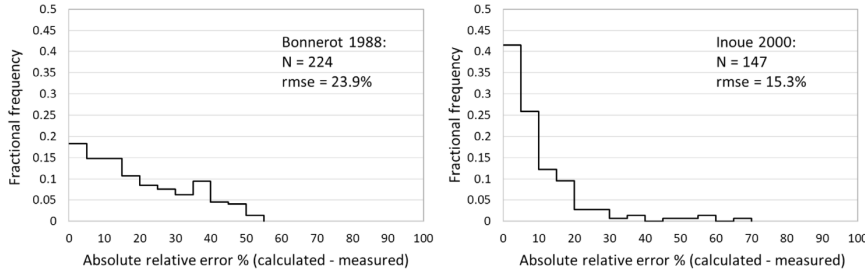 0.5
0.45
0.4
0.35
0.3
0.25
0.2
0.15
0.1
0.05
0
Fractional frequency
Bonnerot 1988:
N = 224
rmse = 23.9%
0 10 20 30 40 50 60 70 80 90 100
Absolute relative error % (calculated - measured)
0.5
0.45
0.4
0.35
0.3
0.25
0.2
0.15
0.1
0.05
0
Fractional frequency
Inoue 2000:
N = 147
rmse = 15.3%
0 10 20 30 40 50 60 70 80 90 100
Absolute relative error % (calculated - measured)